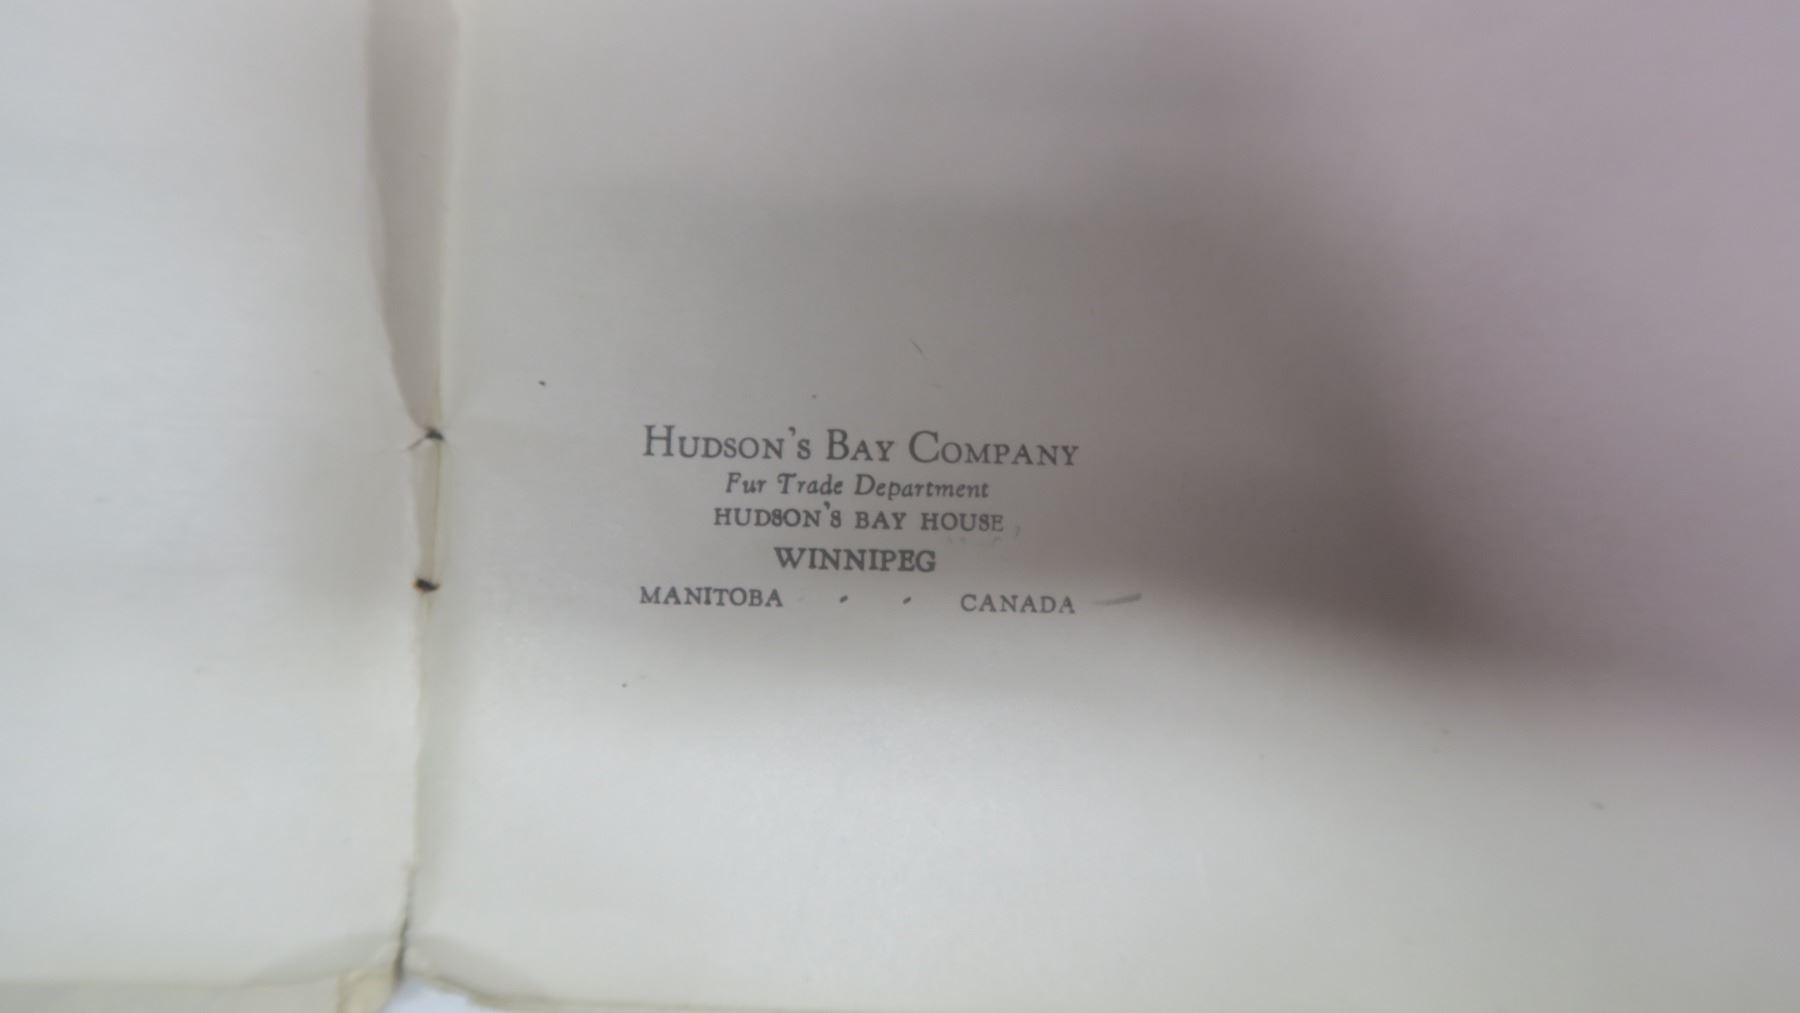 HUDSON'S BAY COMPANY
Fur Trade Department
HUDSON'S BAY HOUSE
WINNIPEG
MANITOBA · · CANADA